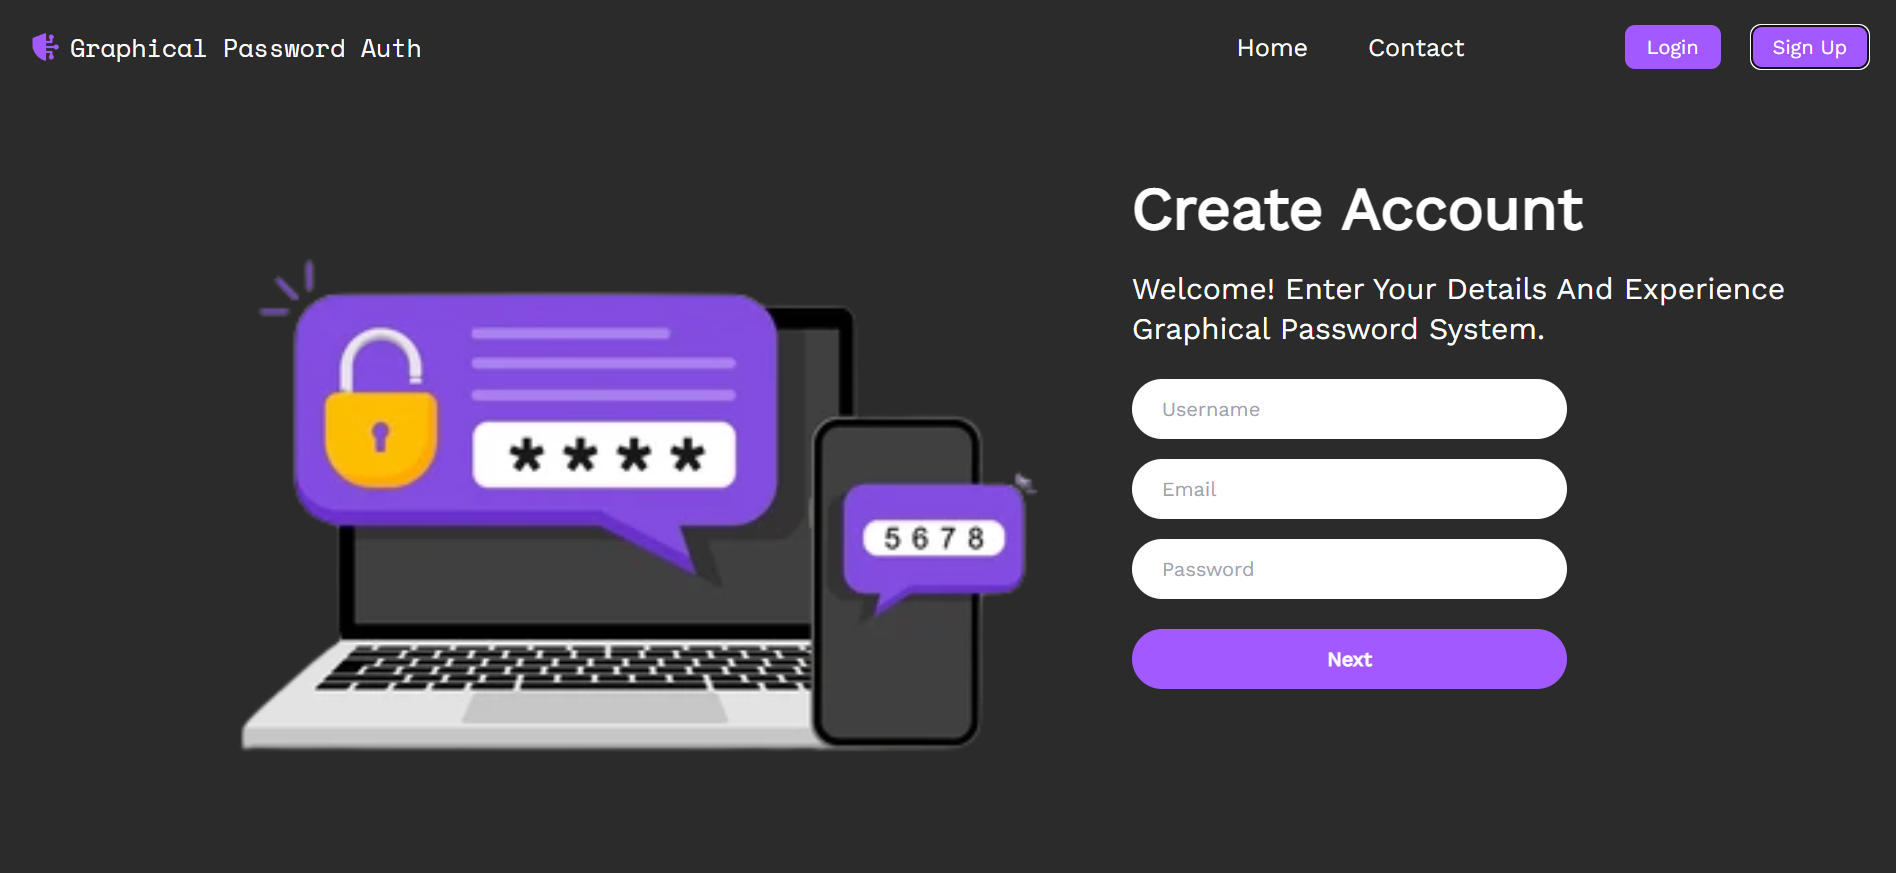 Graphical Password Auth
Home
Contact
Login
Sign Up
Create Account
Welcome! Enter Your Details And Experience
Graphical Password System.
Username
Email
Password
Next
* * * *
5 6 7 8